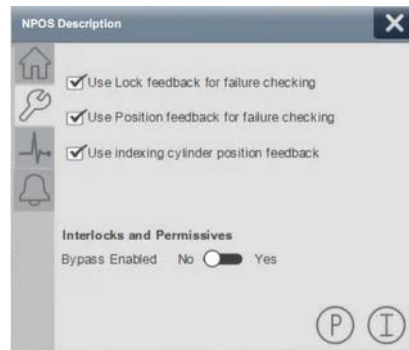 NPOS Description
Use Lock feedback for failure checking
Use Position feedback for failure checking
Use indexing cylinder position feedback
Interlocks and Permissives
Bypass Enabled No Yes
P I